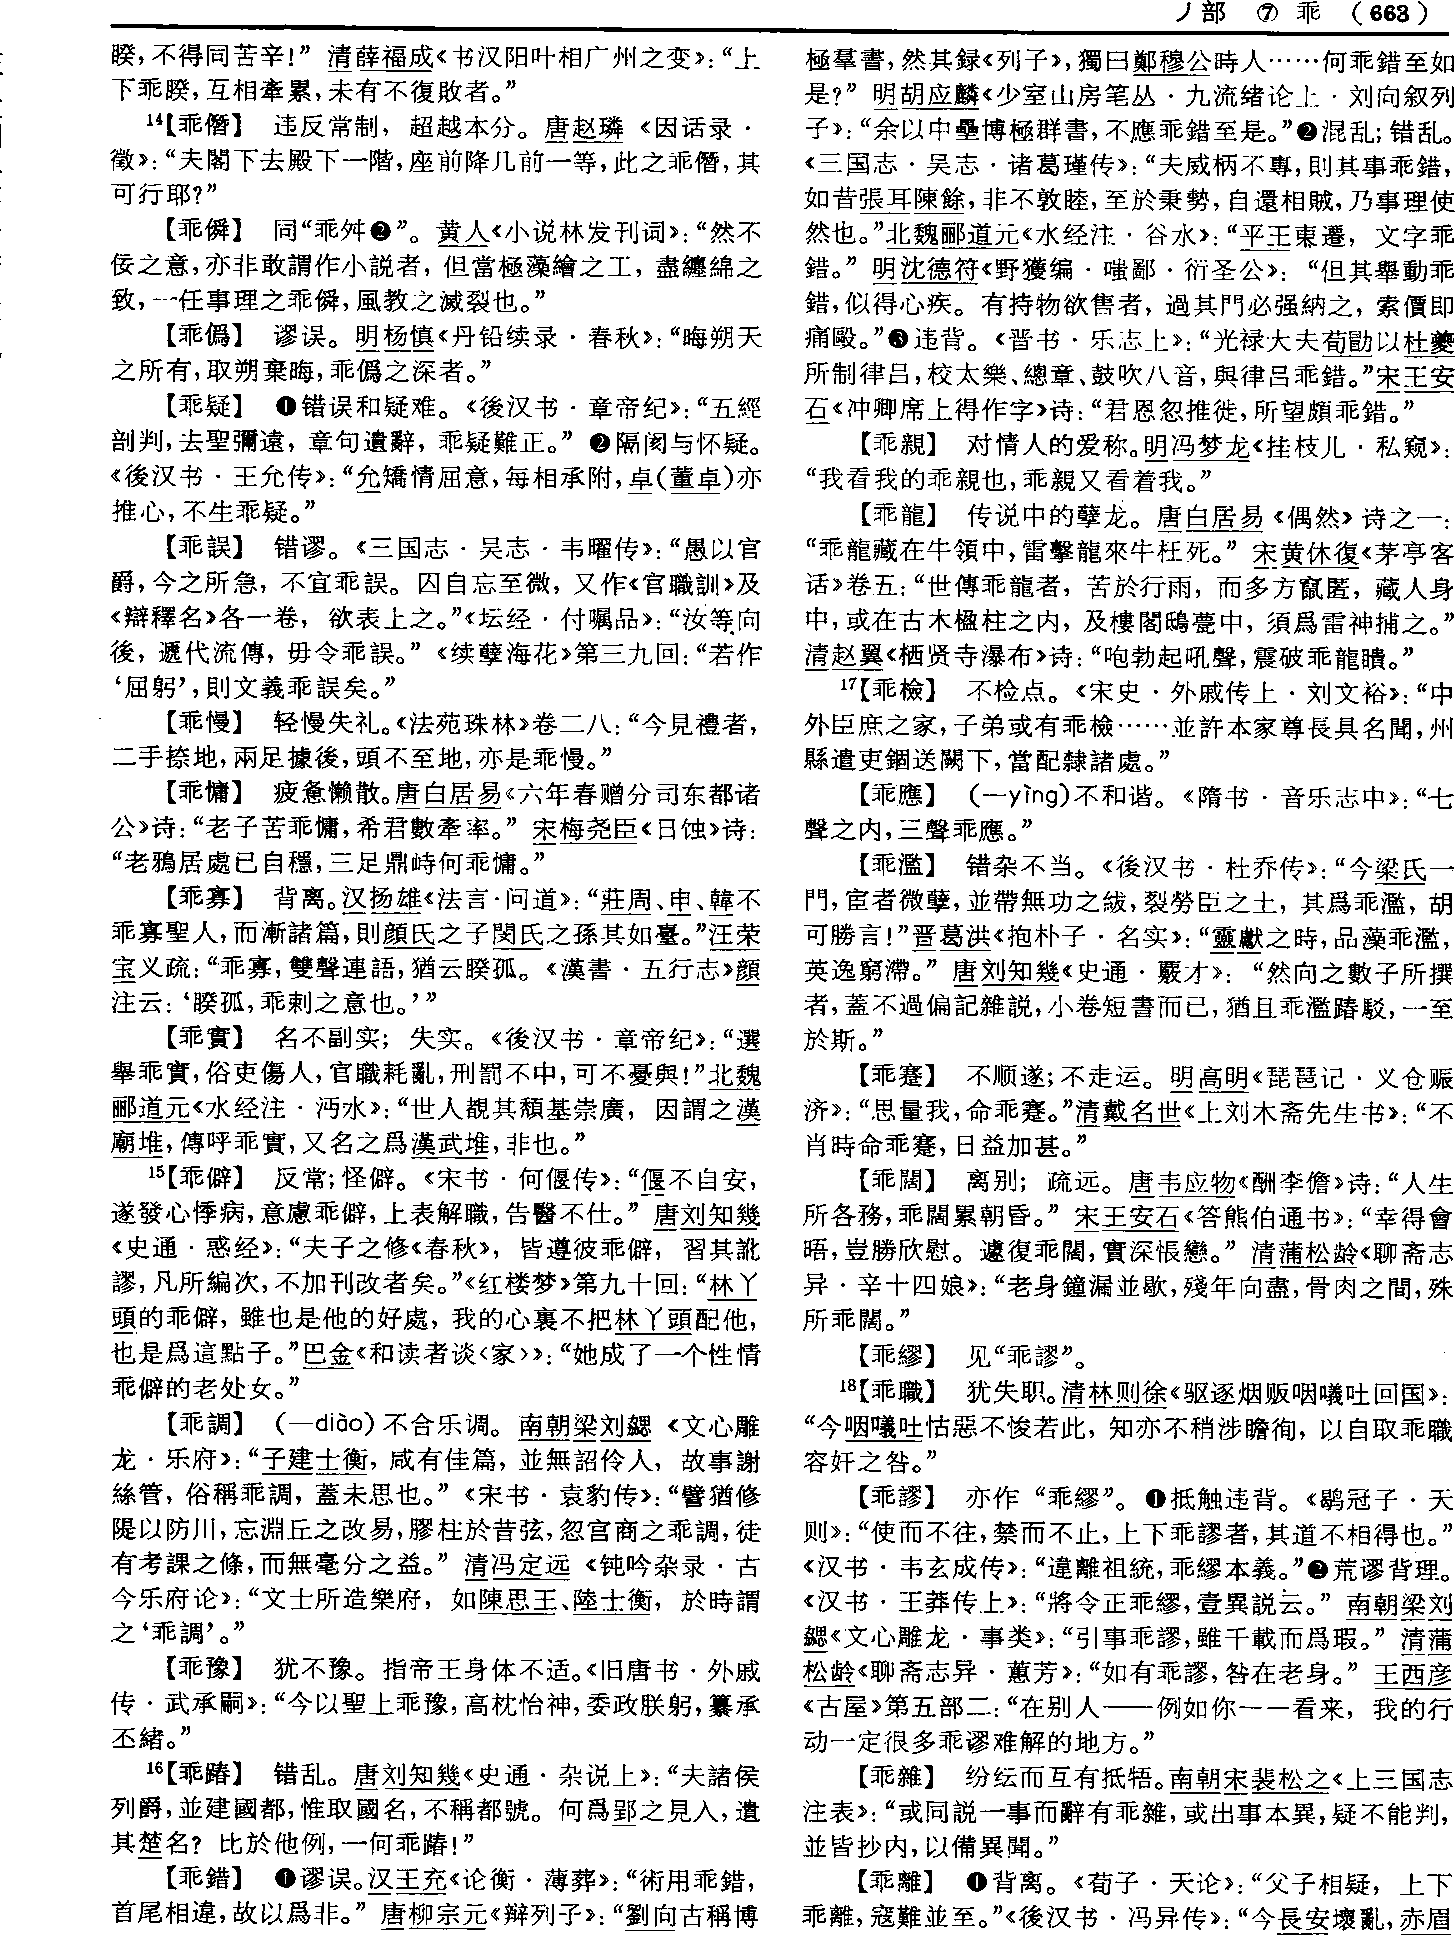 丿部 ⑦ 乖 （663）
睽，不得同苦辛！” 清薛福成《书汉阳叶相广州之变》：“上
下乖睽，互相牽累，未有不復敗者。”
¹⁴【乖僭】 违反常制，超越本分。唐赵璘《因话录·
徵》：“夫閣下去殿下一階，座前降几前一等，此之乖僭，其
可行耶？”
【乖僢】 同“乖舛❷”。黄人《小说林发刊词》：“然不
佞之意，亦非敢謂作小説者，但當極藻繪之工，盡纏綿之
致，一任事理之乖僢，風教之滅裂也。”
【乖僞】 谬误。明杨慎《丹铅续录·春秋》：“晦朔天
之所有，取朔棄晦，乖僞之深者。”
【乖疑】 ❶错误和疑难。《後汉书·章帝纪》：“五經
剖判，去聖彌遠，章句遺辭，乖疑難正。” ❷隔阂与怀疑。
《後汉书·王允传》：“允矯情屈意，每相承附，卓（董卓）亦
推心，不生乖疑。”
【乖誤】 错谬。《三国志·吴志·韦曜传》：“愚以官
爵，今之所急，不宜乖誤。囚自忘至微，又作《官職訓》及
《辯釋名》各一卷，欲表上之。”《坛经·付嘱品》：“汝等向
後，遞代流傳，毋令乖誤。”《续孽海花》第三九回：“若作
‘屈躬’，則文義乖誤矣。”
【乖慢】 轻慢失礼。《法苑珠林》卷二八：“今見禮者，
二手捺地，兩足據後，頭不至地，亦是乖慢。”
【乖慵】 疲惫懒散。唐白居易《六年春赠分司东都诸
公》诗：“老子苦乖慵，希君數牽率。” 宋梅尧臣《日蚀》诗：
“老鴉居處已自穩，三足鼎峙何乖慵。”
【乖寡】 背离。汉扬雄《法言·问道》：“莊周、申、韓不
乖寡聖人，而漸諸篇，則顔氏之子閔氏之孫其如臺。”汪荣
宝义疏：“乖寡，雙聲連語，猶云睽孤。《漢書·五行志》顔
注云：‘睽孤，乖剌之意也。’”
【乖實】 名不副实；失实。《後汉书·章帝纪》：“選
舉乖實，俗吏傷人，官職耗亂，刑罰不中，可不憂與！”北魏
郦道元《水经注·沔水》：“世人覩其頹基崇廣，因謂之漢
廟堆，傳呼乖實，又名之爲漢武堆，非也。”
¹⁵【乖僻】 反常；怪僻。《宋书·何偃传》：“偃不自安，
遂發心悸病，意慮乖僻，上表解職，告醫不仕。” 唐刘知幾
《史通·惑经》：“夫子之修《春秋》，皆遵彼乖僻，習其訛
謬，凡所編次，不加刊改者矣。”《红楼梦》第九十回：“林丫
頭的乖僻，雖也是他的好處，我的心裏不把林丫頭配他，
也是爲這點子。”巴金《和读者谈〈家〉》：“她成了一个性情
乖僻的老处女。”
【乖調】 （—diào）不合乐调。南朝梁刘勰《文心雕
龙·乐府》：“子建士衡，咸有佳篇，並無詔伶人，故事謝
絲管，俗稱乖調，蓋未思也。”《宋书·袁豹传》：“譬猶修
隄以防川，忘淵丘之改易，膠柱於昔弦，忽宫商之乖調，徒
有考課之條，而無毫分之益。” 清冯定远《钝吟杂录·古
今乐府论》：“文士所造樂府，如陳思王、陸士衡，於時謂
之‘乖調’。”
【乖豫】 犹不豫。指帝王身体不适。《旧唐书·外戚
传·武承嗣》：“今以聖上乖豫，高枕怡神，委政朕躬，纂承
丕緒。”
¹⁶【乖踳】 错乱。唐刘知幾《史通·杂说上》：“夫諸侯
列爵，並建國都，惟取國名，不稱都號。何爲郢之見入，遺
其楚名？比於他例，一何乖踳！”
【乖錯】 ❶谬误。汉王充《论衡·薄葬》：“術用乖錯，
首尾相違，故以爲非。” 唐柳宗元《辩列子》：“劉向古稱博
極羣書，然其録《列子》，獨曰鄭穆公時人……何乖錯至如
是？” 明胡应麟《少室山房笔丛·九流绪论上·刘向叙列
子》：“余以中壘博極群書，不應乖錯至是。”❷混乱；错乱。
《三国志·吴志·诸葛瑾传》：“夫威柄不專，則其事乖錯，
如昔張耳陳餘，非不敦睦，至於秉勢，自還相賊，乃事理使
然也。”北魏郦道元《水经注·谷水》：“平王東遷，文字乖
錯。” 明沈德符《野獲编·嗤鄙·衍圣公》：“但其舉動乖
錯，似得心疾。有持物欲售者，過其門必强納之，索價即
痛毆。”❸违背。《晋书·乐志上》：“光禄大夫荀勖以杜夔
所制律吕，校太樂、總章、鼓吹八音，與律吕乖錯。”宋王安
石《冲卿席上得作字》诗：“君恩忽推徙，所望頗乖錯。”
【乖親】 对情人的爱称。明冯梦龙《挂枝儿·私窥》：
“我看我的乖親也，乖親又看着我。”
【乖龍】 传说中的孽龙。唐白居易《偶然》诗之一：
“乖龍藏在牛領中，雷擊龍來牛枉死。” 宋黄休復《茅亭客
话》卷五：“世傳乖龍者，苦於行雨，而多方竄匿，藏人身
中，或在古木楹柱之内，及樓閣鴟甍中，須爲雷神捕之。”
清赵翼《栖贤寺瀑布》诗：“咆勃起吼聲，震破乖龍聵。”
¹⁷【乖檢】 不检点。《宋史·外戚传上·刘文裕》：“中
外臣庶之家，子弟或有乖檢……並許本家尊長具名聞，州
縣遣吏錮送闕下，當配隸諸處。”
【乖應】 （—yìng）不和谐。《隋书·音乐志中》：“七
聲之内，三聲乖應。”
【乖濫】 错杂不当。《後汉书·杜乔传》：“今梁氏一
門，宦者微孽，並帶無功之紱，裂勞臣之土，其爲乖濫，胡
可勝言！”晋葛洪《抱朴子·名实》：“靈獻之時，品藻乖濫，
英逸窮滯。” 唐刘知幾《史通·覈才》：“然向之數子所撰
者，蓋不過偏記雜説，小卷短書而已，猶且乖濫踳駁，一至
於斯。”
【乖蹇】 不顺遂；不走运。明高明《琵琶记·义仓赈
济》：“思量我，命乖蹇。”清戴名世《上刘木斋先生书》：“不
肖時命乖蹇，日益加甚。”
【乖闊】 离别；疏远。唐韦应物《酬李儋》诗：“人生
所各務，乖闊累朝昏。” 宋王安石《答熊伯通书》：“幸得會
晤，豈勝欣慰。遽復乖闊，實深悵戀。” 清蒲松龄《聊斋志
异·辛十四娘》：“老身鐘漏並歇，殘年向盡，骨肉之間，殊
所乖闊。”
【乖繆】 见“乖謬”。
¹⁸【乖職】 犹失职。清林则徐《驱逐烟贩咽噶吐回国》：
“今咽噶吐怙惡不悛若此，知亦不稍涉瞻徇，以自取乖職
容奸之咎。”
【乖謬】 亦作“乖繆”。❶抵触违背。《鹖冠子·天
则》：“使而不往，禁而不止，上下乖謬者，其道不相得也。”
《汉书·韦玄成传》：“違離祖統，乖繆本義。”❷荒谬背理。
《汉书·王莽传上》：“將令正乖繆，壹異説云。” 南朝梁刘
勰《文心雕龙·事类》：“引事乖謬，雖千載而爲瑕。” 清蒲
松龄《聊斋志异·蕙芳》：“如有乖謬，咎在老身。” 王西彦
《古屋》第五部二：“在别人——例如你——看来，我的行
动一定很多乖谬难解的地方。”
【乖雜】 纷纭而互有抵牾。南朝宋裴松之《上三国志
注表》：“或同説一事而辭有乖雜，或出事本異，疑不能判，
並皆抄内，以備異聞。”
【乖離】 ❶背离。《荀子·天论》：“父子相疑，上下
乖離，寇難並至。”《後汉书·冯异传》：“今長安壞亂，赤眉